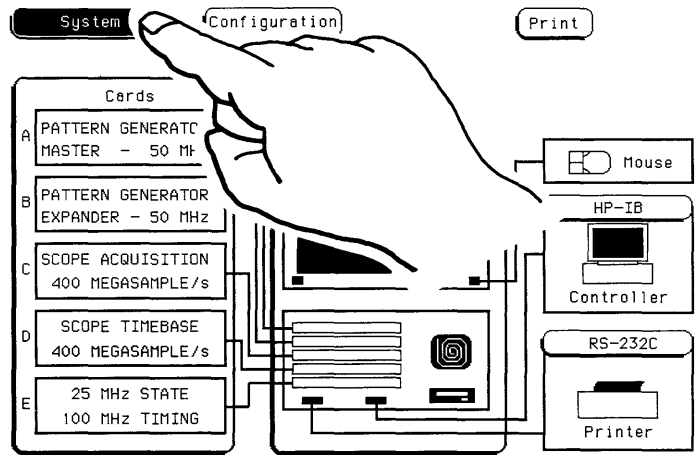 System
Configuration
Print
Cards
A
PATTERN GENERATO
MASTER - 50 MH
B
PATTERN GENERATOR
EXPANDER - 50 MHz
C
SCOPE ACQUISITION
400 MEGASAMPLE/s
D
SCOPE TIMEBASE
400 MEGASAMPLE/s
E
25 MHz STATE
100 MHz TIMING
Mouse
HP-IB
Controller
RS-232C
Printer